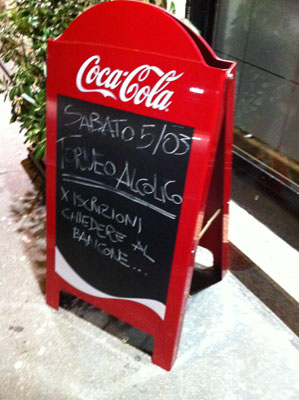 Coca-Cola
SABATO 5/03
TORNEO ALCOLICO
X ISCRIZIONI
CHIEDERE AL
BANCONE...